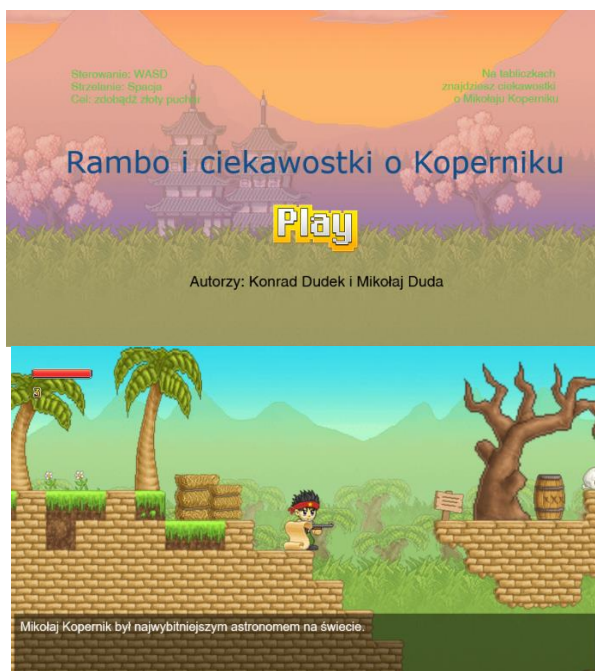 Sterowanie: WASD
Strzelanie: Spacja
Cel: zdobądź złoty puchar
Na tabliczkach
znajdziesz ciekawostki
o Mikołaju Koperniku
Rambo i ciekawostki o Koperniku
Play
Autorzy: Konrad Dudek i Mikołaj Duda
Mikołaj Kopernik był najwybitniejszym astronomem na świecie.